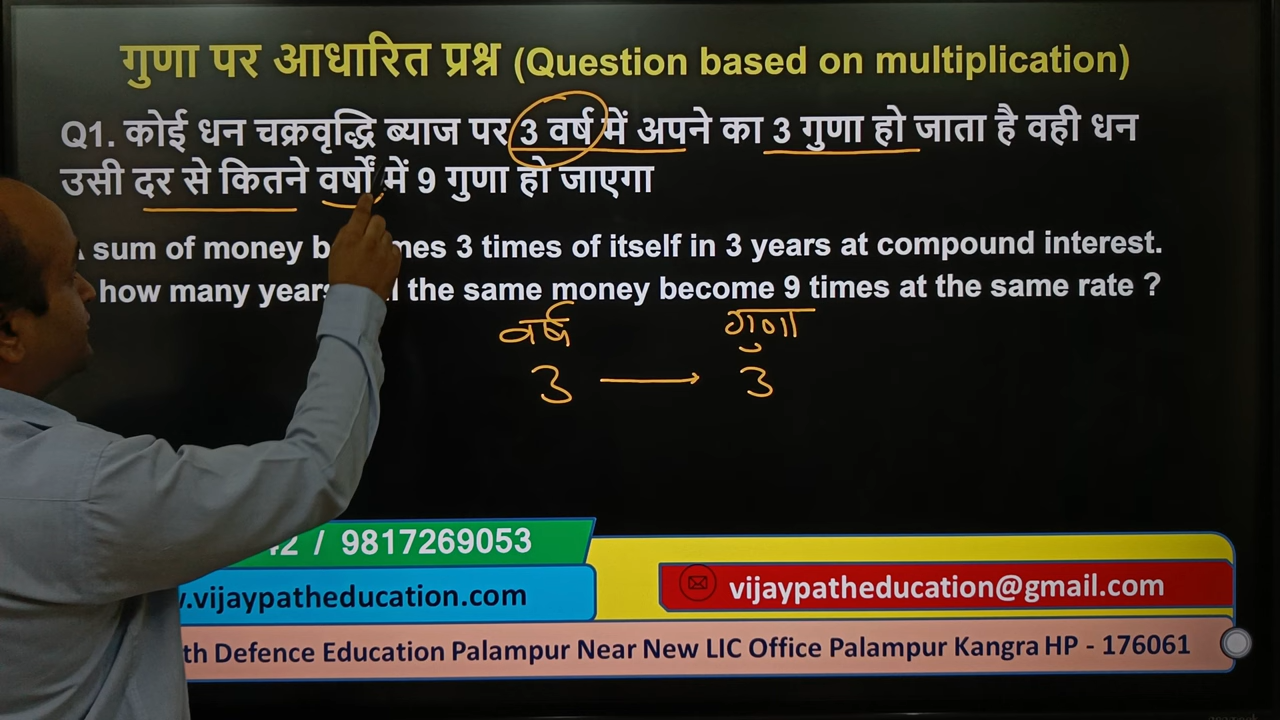 गुणा पर आधारित प्रश्न (Question based on multiplication)
Q1. कोई धन चक्रवृद्धि ब्याज पर 3 वर्ष में अपने का 3 गुणा हो जाता है वही धन
उसी दर से कितने वर्षों में 9 गुणा हो जाएगा
sum of money 3 times of itself in 3 years at compound interest.
how many years the same money become 9 times at the same rate ?
वर्ष गुणा
3 → 3
/ 9817269053
.vijaypatheducation.com
vijaypatheducation@gmail.com
Defence Education Palampur Near New LIC Office Palampur Kangra HP - 176061